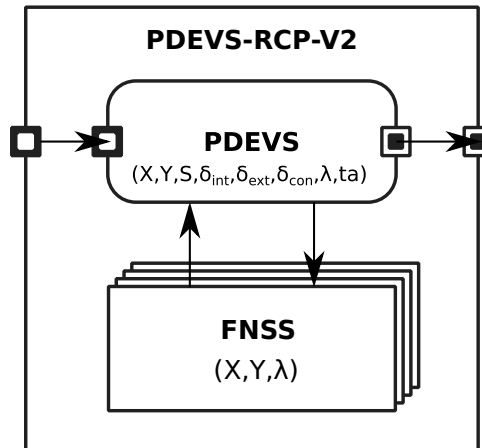 PDEVS-RCP-V2
PDEVS
(X,Y,S,δint,δext,δcon,λ,ta)
FNSS
(X,Y,λ)